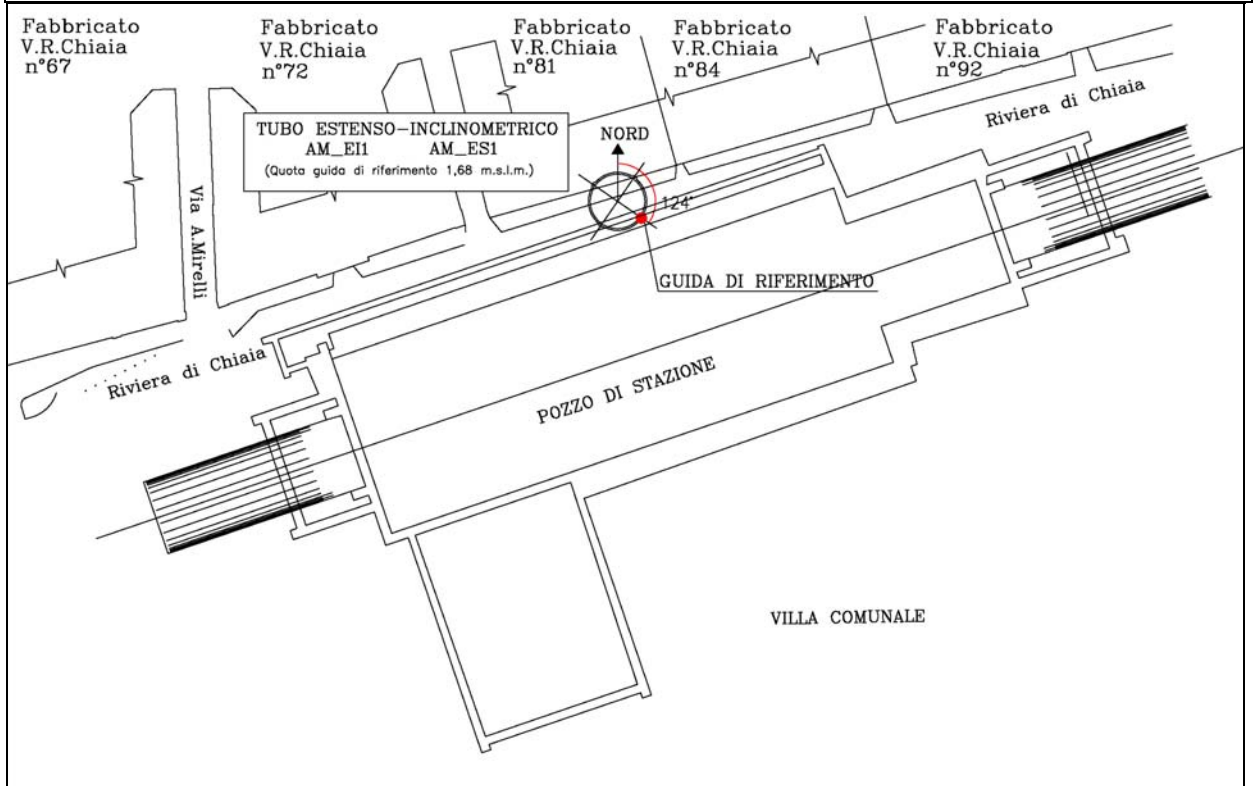 Fabbricato
V.R.Chiaia
n°67
Fabbricato
V.R.Chiaia
n°72
Fabbricato
V.R.Chiaia
n°81
Fabbricato
V.R.Chiaia
n°84
Fabbricato
V.R.Chiaia
n°92
Riviera di Chiaia
TUBO ESTENSO-INCLINOMETRICO
AM_EI1 AM_ES1
(Quota guida di riferimento 1,68 m.s.l.m.)
NORD
124°
Via A.Mirelli
GUIDA DI RIFERIMENTO
Riviera di Chiaia
POZZO DI STAZIONE
VILLA COMUNALE